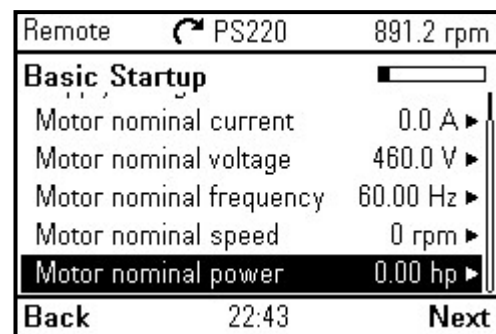 Remote PS220 891.2 rpm
Basic Startup
Motor nominal current 0.0 A
Motor nominal voltage 460.0 V
Motor nominal frequency 60.00 Hz
Motor nominal speed 0 rpm
Motor nominal power 0.00 hp
Back 22:43 Next